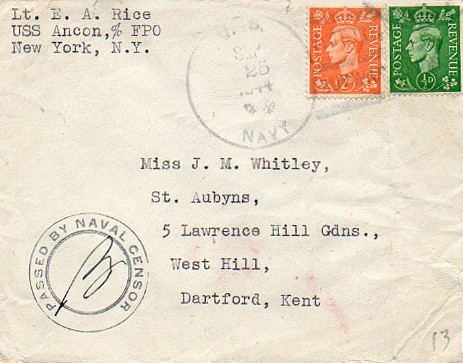 Lt. E. A. Rice
USS Ancon,% FPO
New York, N.Y.
U.S.
25
NAVY
POSTAGE REVENUE
2D
POSTAGE REVENUE
½D
Miss J. M. Whitley,
St. Aubyns,
5 Lawrence Hill Gdns.,
West Hill,
Dartford, Kent
PASSED BY NAVAL CENSOR
13